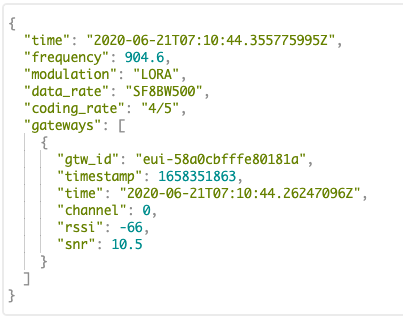 {
  "time": "2020-06-21T07:10:44.355775995Z",
  "frequency": 904.6,
  "modulation": "LORA",
  "data_rate": "SF8BW500",
  "coding_rate": "4/5",
  "gateways": [
    {
      "gtw_id": "eui-58a0cbfffe80181a",
      "timestamp": 1658351863,
      "time": "2020-06-21T07:10:44.26247096Z",
      "channel": 0,
      "rssi": -66,
      "snr": 10.5
    }
  ]
}